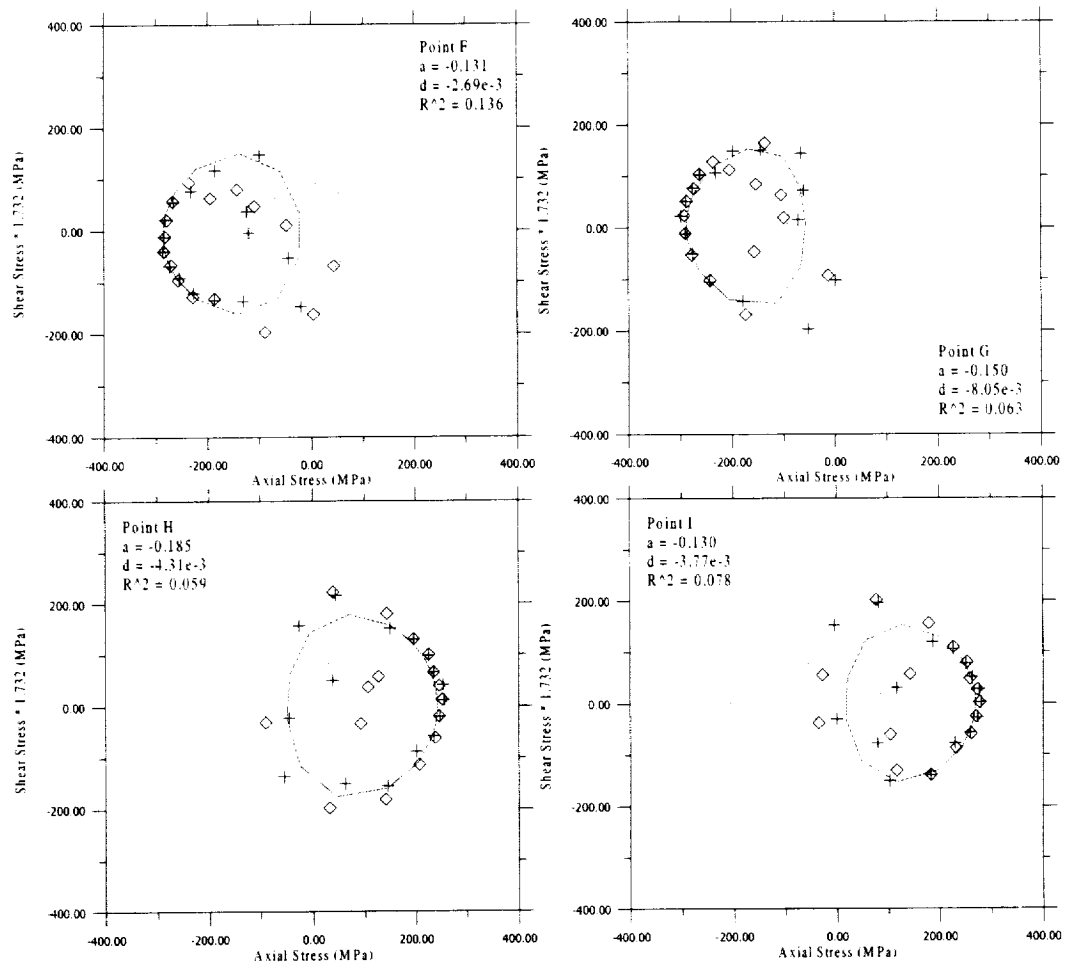 400.00
200.00
0.00
-200.00
-400.00
Shear Stress * 1.732 (MPa)
Point F
a = -0.131
d = -2.69e-3
R^2 = 0.136
-400.00 -200.00 0.00 200.00 400.00
Axial Stress (MPa)
400.00
200.00
0.00
-200.00
-400.00
Shear Stress * 1.732 (MPa)
Point G
a = -0.150
d = -8.05e-3
R^2 = 0.063
-400.00 -200.00 0.00 200.00 400.00
Axial Stress (MPa)
400.00
200.00
0.00
-200.00
-400.00
Shear Stress * 1.732 (MPa)
Point H
a = -0.185
d = -4.31e-3
R^2 = 0.059
-400.00 -200.00 0.00 200.00 400.00
Axial Stress (MPa)
400.00
200.00
0.00
-200.00
-400.00
Shear Stress * 1.732 (MPa)
Point I
a = -0.130
d = -3.77e-3
R^2 = 0.078
-400.00 -200.00 0.00 200.00 400.00
Axial Stress (MPa)